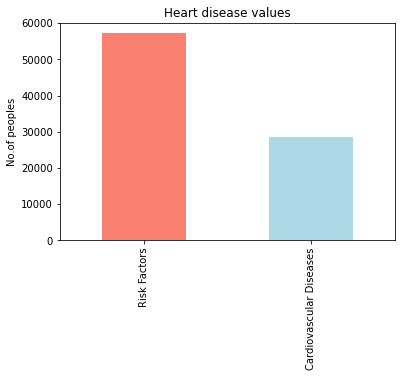 Heart disease values
No.of peoples
60000
50000
40000
30000
20000
10000
0
Risk Factors
Cardiovascular Diseases